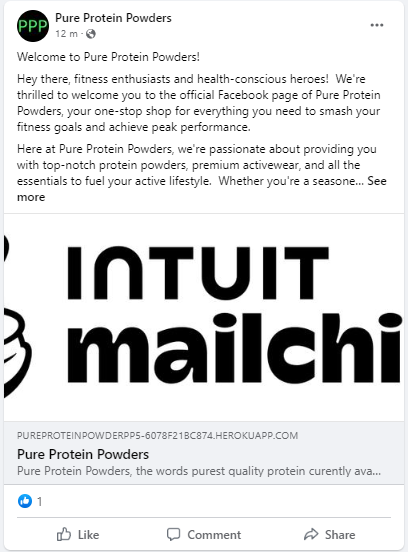 PPP
Pure Protein Powders
12 m ·
Welcome to Pure Protein Powders!
Hey there, fitness enthusiasts and health-conscious heroes! We're
thrilled to welcome you to the official Facebook page of Pure Protein
Powders, your one-stop shop for everything you need to smash your
fitness goals and achieve peak performance.
Here at Pure Protein Powders, we're passionate about providing you
with top-notch protein powders, premium activewear, and all the
essentials to fuel your active lifestyle. Whether you're a seasone... See
more
INTUIT
mailchi
PUREPROTEINPOWDERPP5-6078F21BC874.HEROKUAPP.COM
Pure Protein Powders
Pure Protein Powders, the words purest quality protein curently ava...
1
Like Comment Share